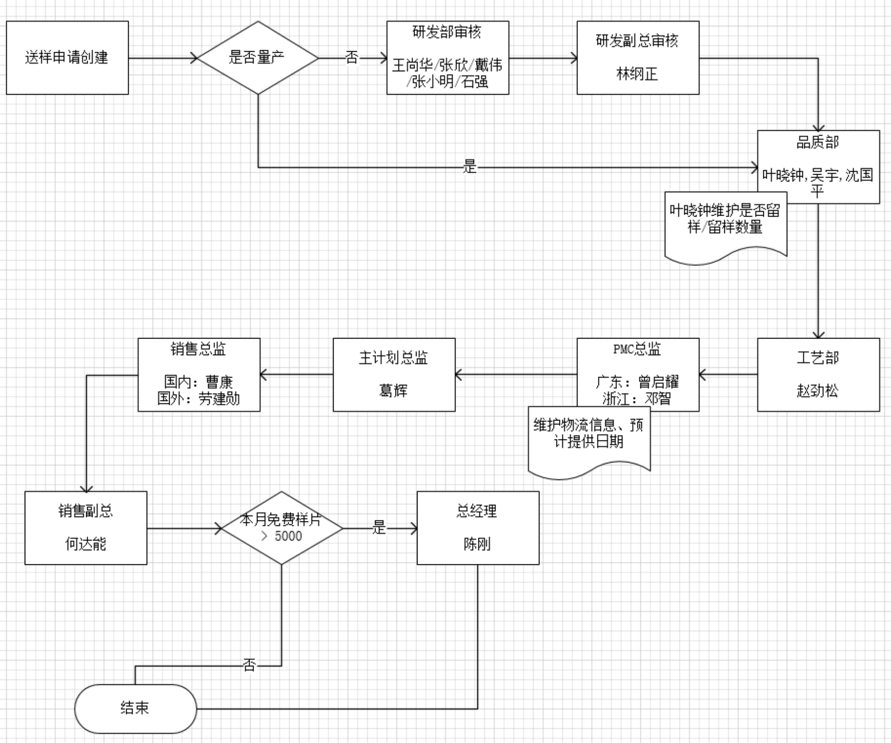 送样申请创建
是否量产
否
研发部审核
王尚华/张欣/戴伟
/张小明/石强
研发副总审核
林纲正
是
品质部
叶晓钟,吴宇,沈国
平
叶晓钟维护是否留
样/留样数量
销售总监
国内：曹康
国外：劳建勋
主计划总监
葛辉
PMC总监
广东：曾启耀
浙江：邓智
维护物流信息、预
计提供日期
工艺部
赵劲松
销售副总
何达能
本月免费样片
> 5000
是
总经理
陈刚
否
结束